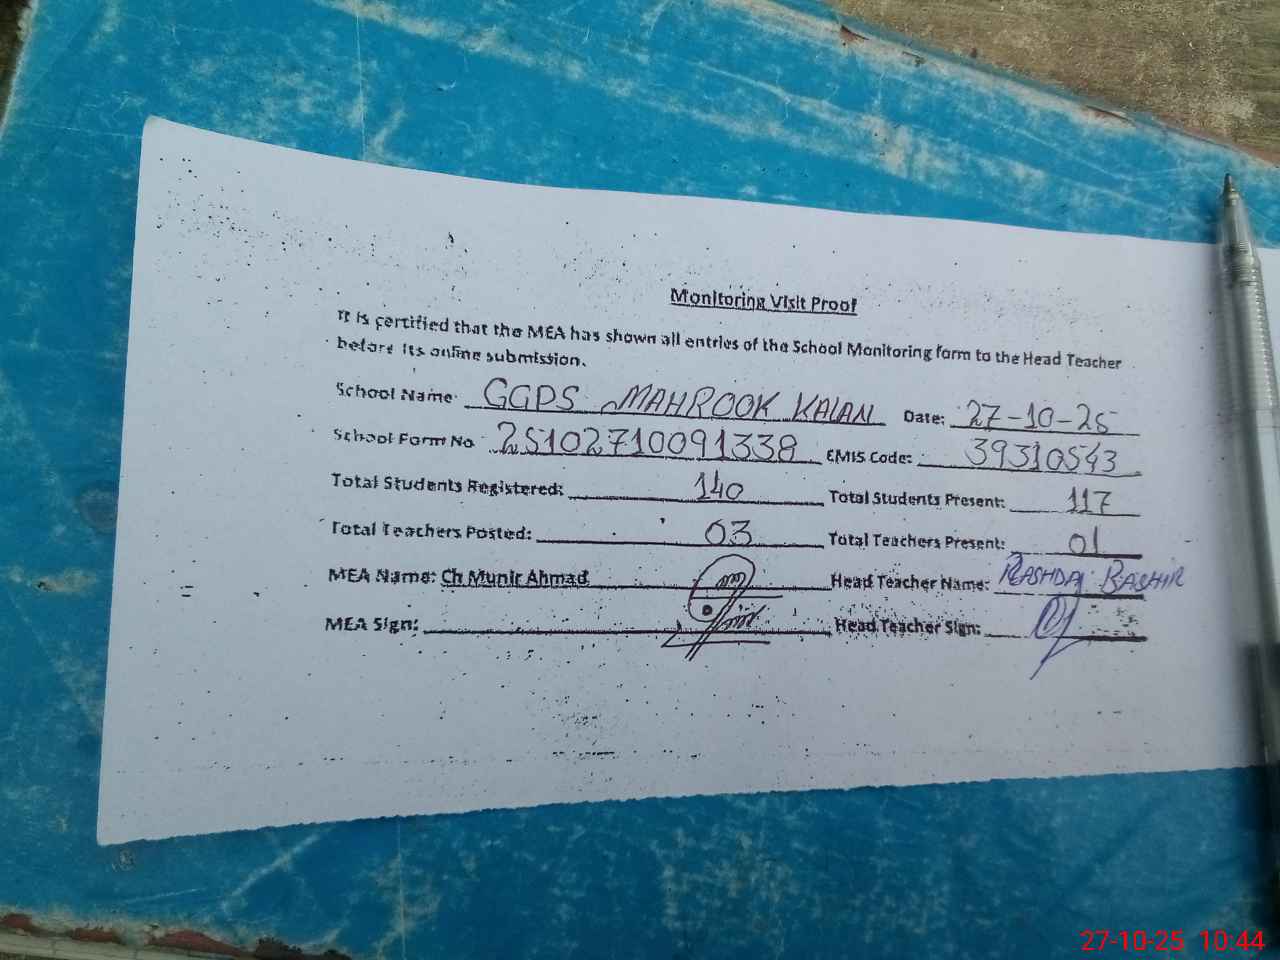 Monitoring Visit Proof
It is certified that the MEA has shown all entries of the School Monitoring form to the Head Teacher
before its online submission.
School Name: GGPS MAHROOK KALAN Date: 27-10-25
School Form No. 25102710091338 EMIS Code: 39310543
Total Students Registered: 140 Total Students Present: 117
Total Teachers Posted: 03 Total Teachers Present: 01
MEA Name: Ch Munir Ahmad Head Teacher Name: RASHDA BASHIR
MEA Sign: Head Teacher Sign:
27-10-25 10:44